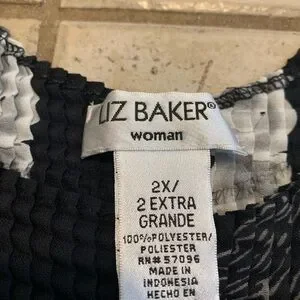 LIZ BAKER®
woman
2X/
2 EXTRA
GRANDE
100%POLYESTER/
POLIESTER
RN# 57096
MADE IN
INDONESIA
HECHO EN